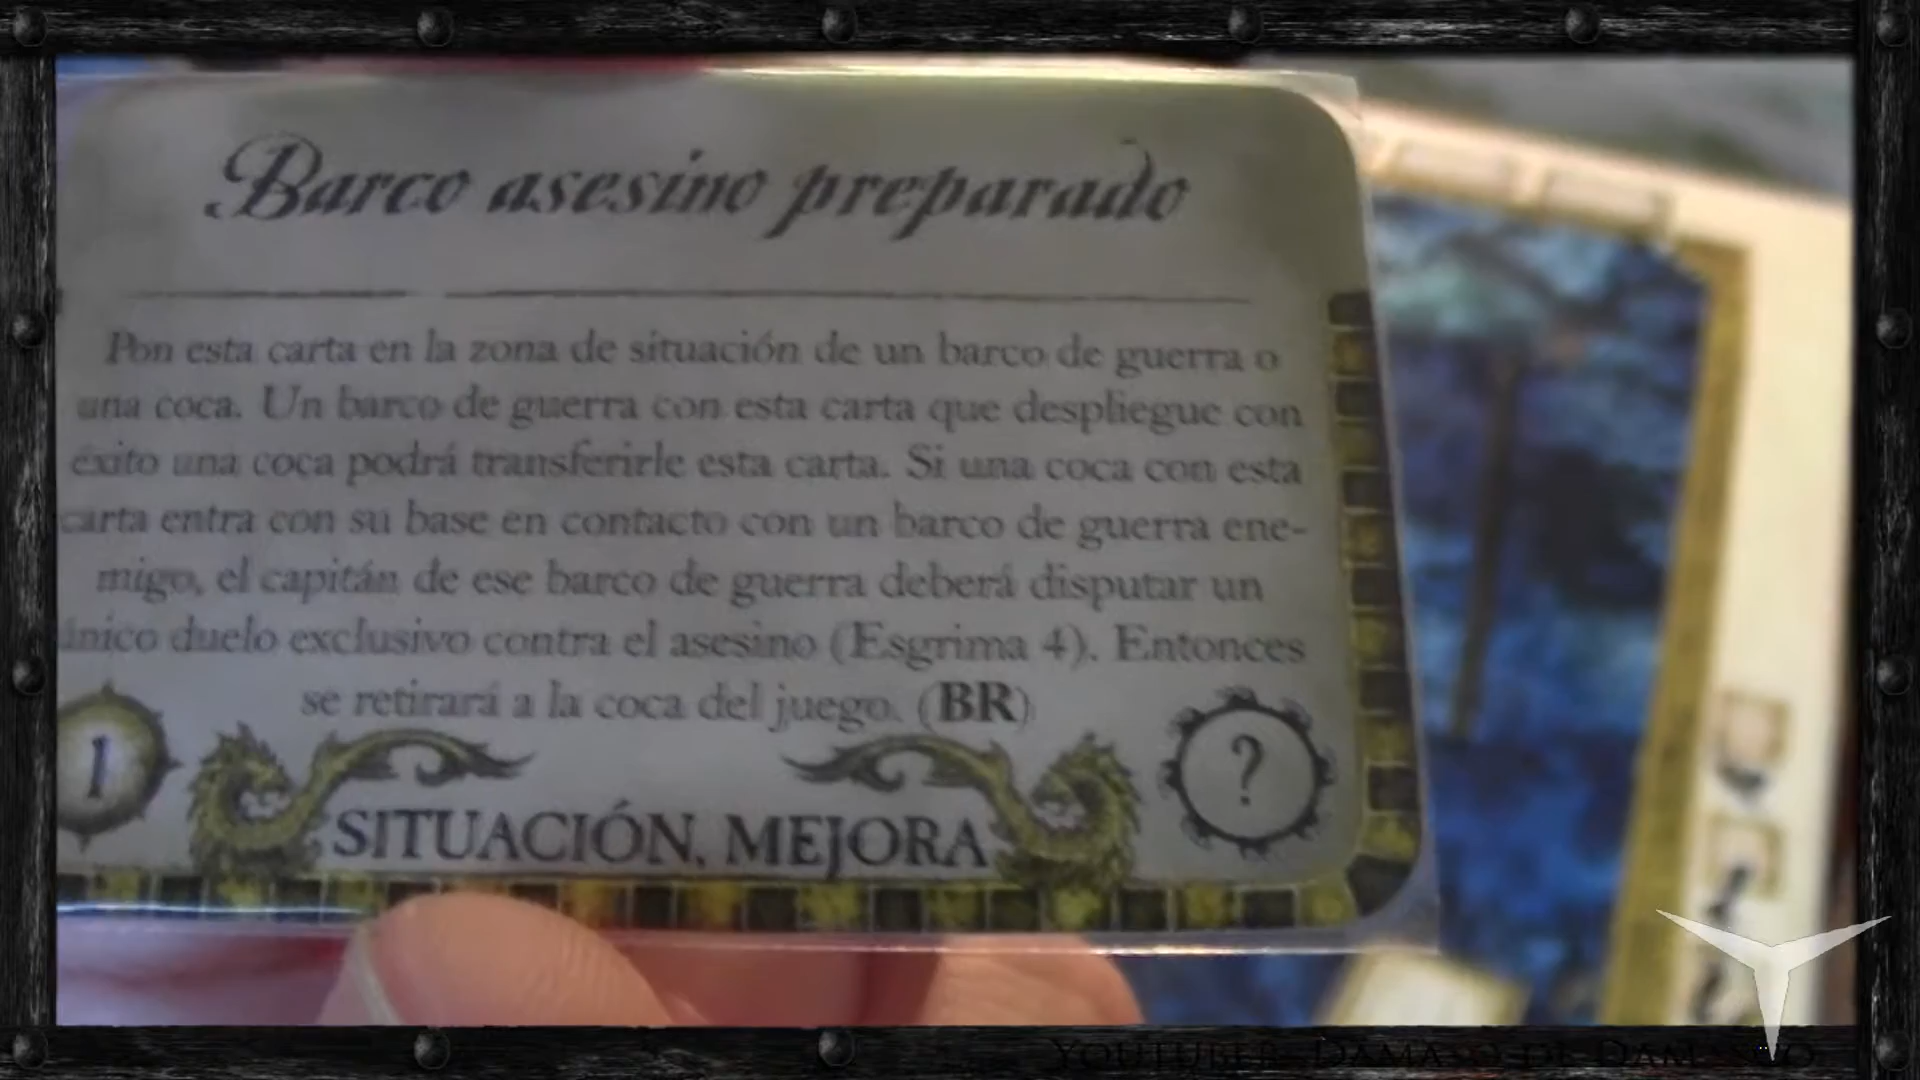 Barco asesino preparado
Pon esta carta en la zona de situación de un barco de guerra o
una coca. Un barco de guerra con esta carta que despliegue con
éxito una coca podrá transferirle esta carta. Si una coca con esta
carta entra con su base en contacto con un barco de guerra ene-
migo, el capitán de ese barco de guerra deberá disputar un
único duelo exclusivo contra el asesino (Esgrima 4). Entonces
se retirará a la coca del juego. (BR)
1
?
SITUACIÓN, MEJORA
YOUTUBER: DAMASO DE DAMASCO